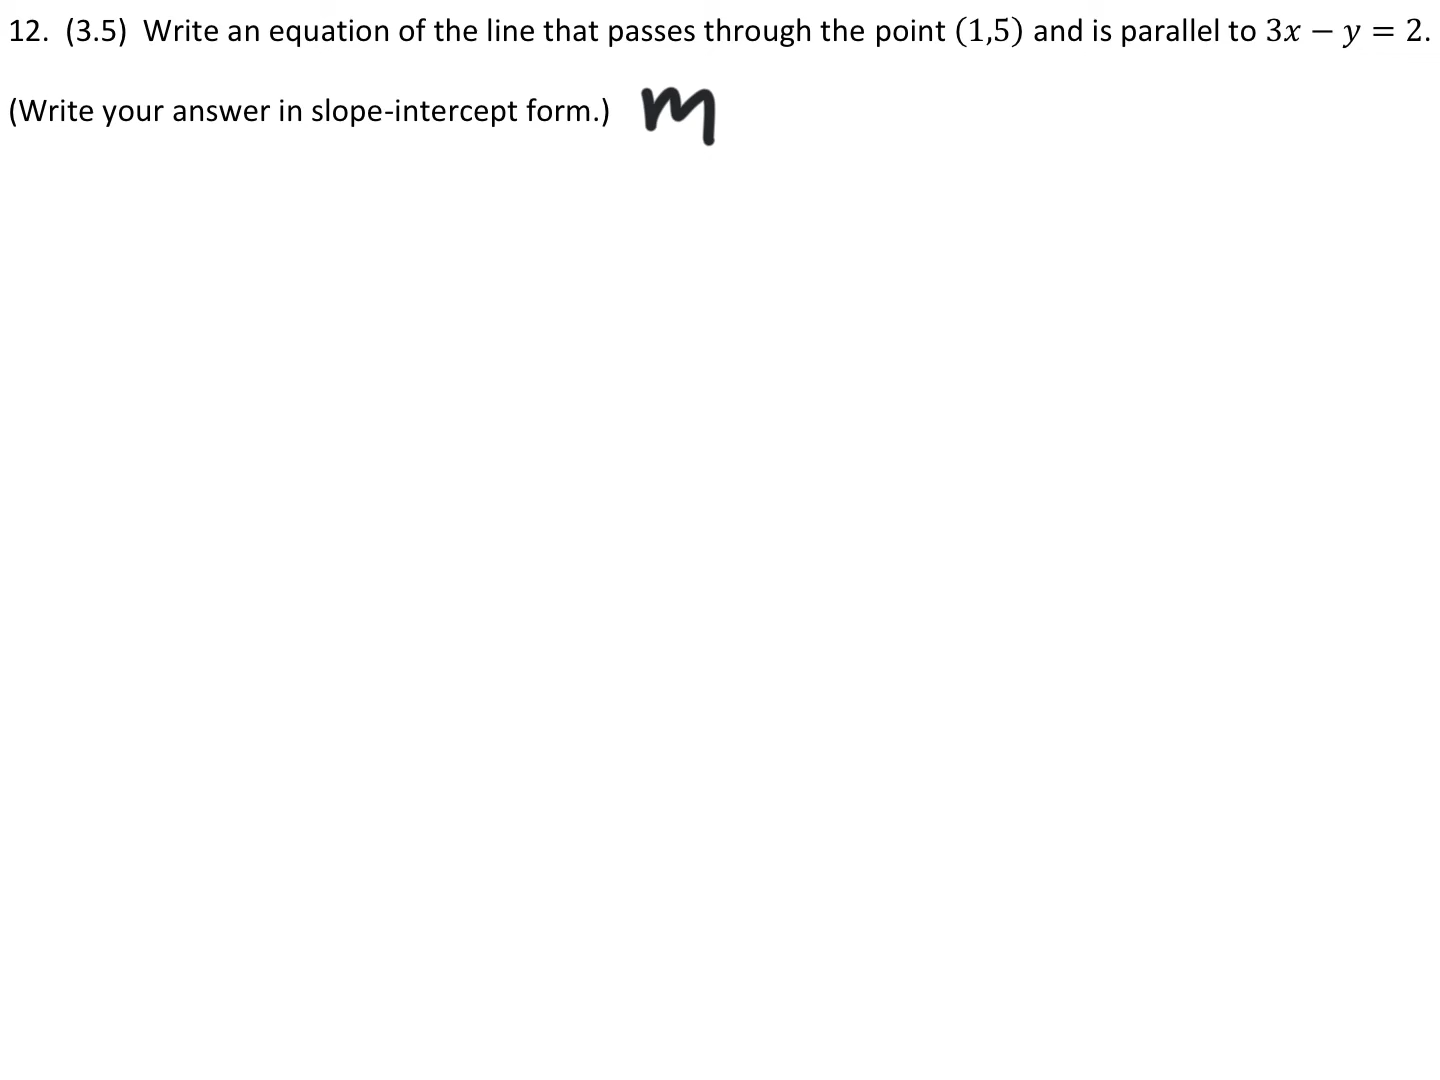 12. (3.5) Write an equation of the line that passes through the point (1,5) and is parallel to 3x − y = 2.
(Write your answer in slope-intercept form.) m